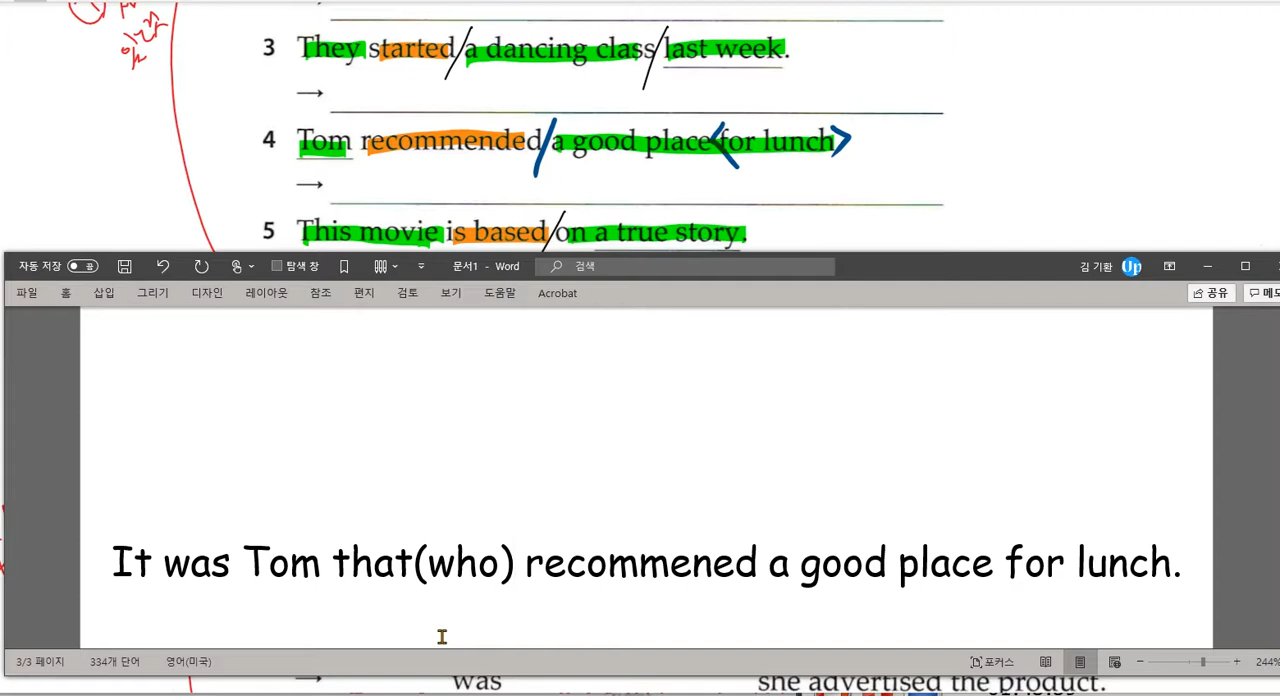 3 They started/a dancing class/last week.
→
4 Tom recommended/a good place<for lunch>
→
5 This movie is based/on a true story.
자동 저장 문서1 - Word 검색 김 기환 Up
탐색 창
파일 홈 삽입 그리기 디자인 레이아웃 참조 편지 검토 보기 도움말 Acrobat 공유 메모
It was Tom that(who) recommened a good place for lunch.
3/3 페이지 334개 단어 영어(미국) 포커스 244%
→ was she advertised the product.